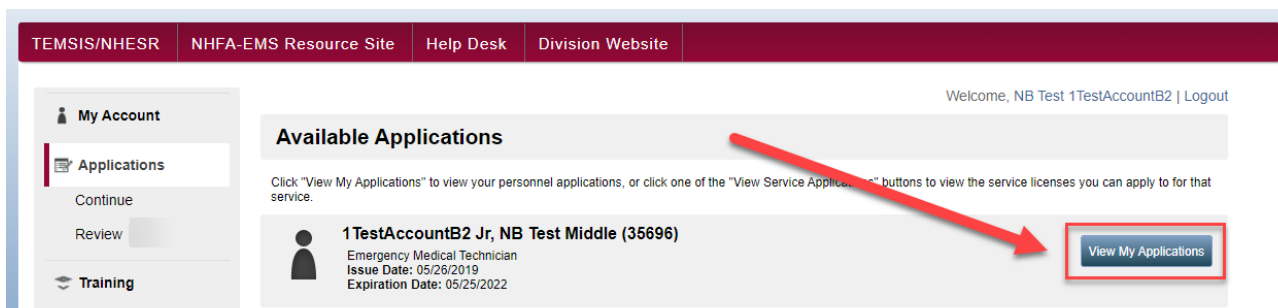 TEMSIS/NHESR NHFA-EMS Resource Site Help Desk Division Website
Welcome, NB Test 1TestAccountB2 | Logout
My Account
Applications
Continue
Review
Training
Available Applications
Click "View My Applications" to view your personnel applications, or click one of the "View Service Applications" buttons to view the service licenses you can apply to for that
service.
1TestAccountB2 Jr, NB Test Middle (35696)
Emergency Medical Technician
Issue Date: 05/26/2019
Expiration Date: 05/25/2022
View My Applications